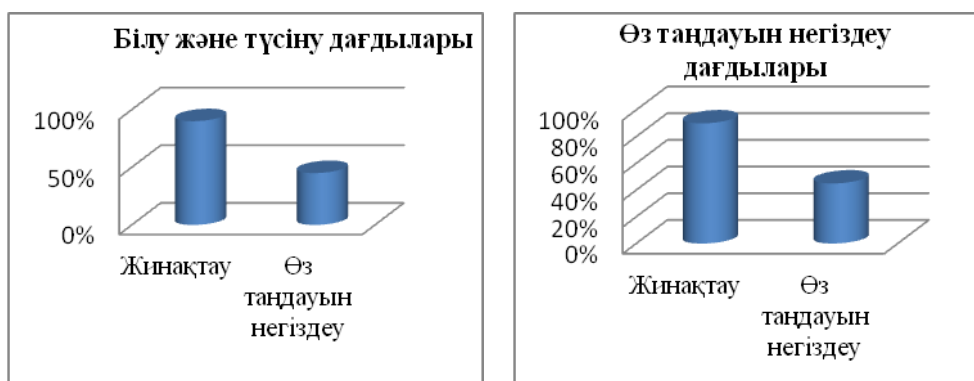 Білу және түсіну дағдылары
100%
50%
0%
Жинақтау
Өз
таңдауын
негіздеу
Өз таңдауын негіздеу
дағдылары
100%
80%
60%
40%
20%
0%
Жинақтау
Өз
таңдауын
негіздеу